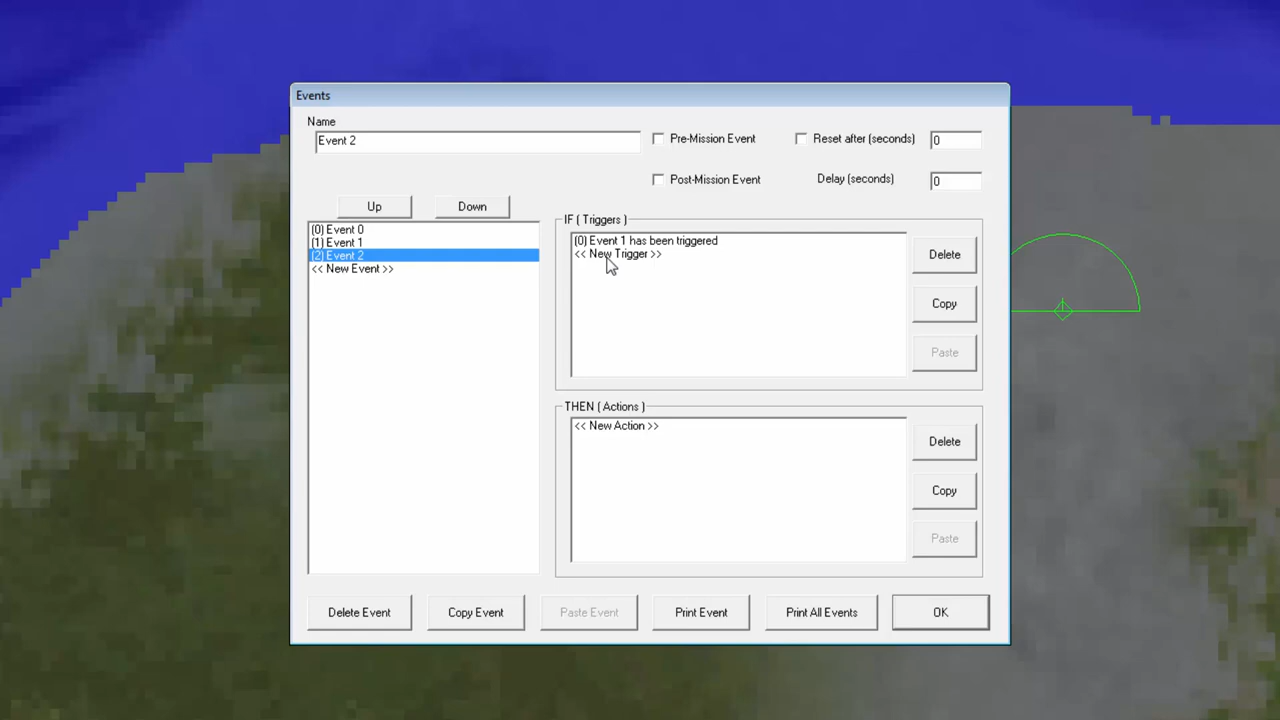 Events
Name
Event 2
Pre-Mission Event
Reset after (seconds)
0
Post-Mission Event
Delay (seconds)
0
Up
Down
(0) Event 0
(1) Event 1
(2) Event 2
<< New Event >>
IF ( Triggers )
(0) Event 1 has been triggered
<< New Trigger >>
Delete
Copy
Paste
THEN ( Actions )
<< New Action >>
Delete
Copy
Paste
Delete Event
Copy Event
Paste Event
Print Event
Print All Events
OK